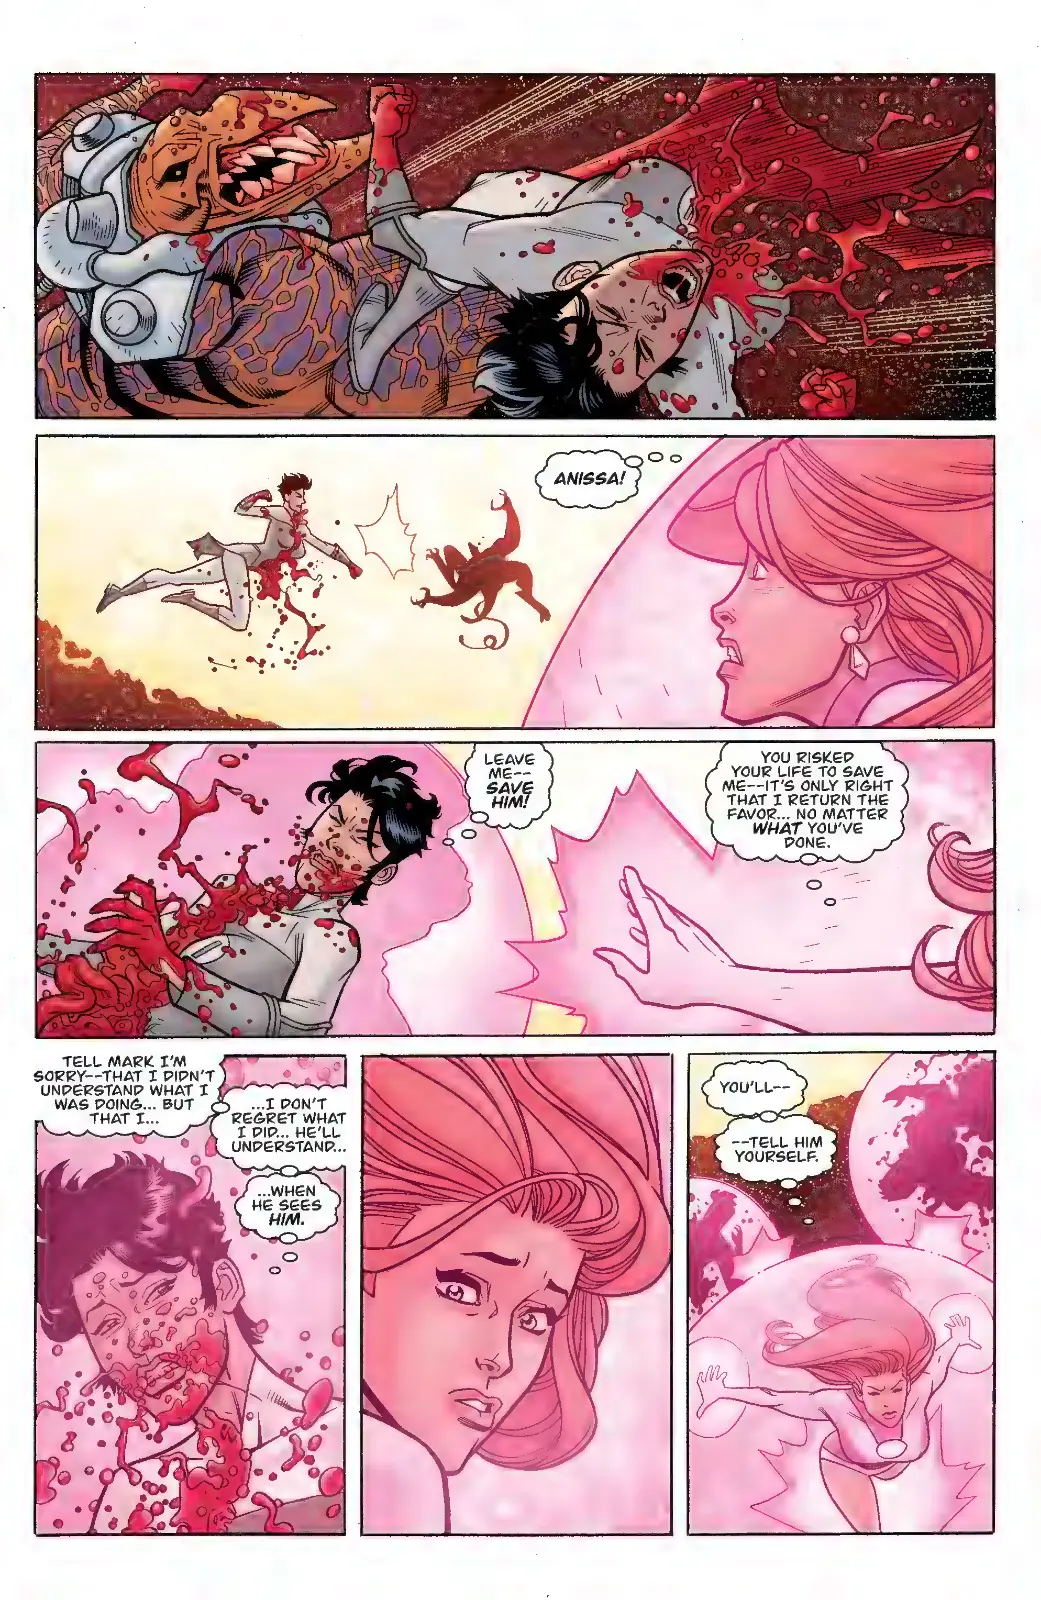 ANISSA!
LEAVE
ME--
SAVE
HIM!
YOU RISKED
YOUR LIFE TO SAVE
ME--IT'S ONLY RIGHT
THAT I RETURN THE
FAVOR... NO MATTER
WHAT YOU'VE
DONE.
TELL MARK I'M
SORRY--THAT I DIDN'T
UNDERSTAND WHAT I
WAS DOING... BUT
THAT I...
...I DON'T
REGRET WHAT
I DID... HE'LL
UNDERSTAND...
...WHEN
HE SEES
HIM.
YOU'LL--
--TELL HIM
YOURSELF.